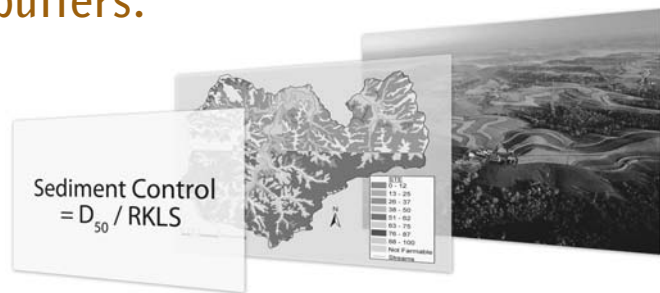 buffers.
Sediment Control
= D50 / RKLS
N
STE
0 - 12
13 - 25
26 - 37
38 - 50
51 - 62
63 - 75
76 - 87
88 - 100
Not Farmable
Streams